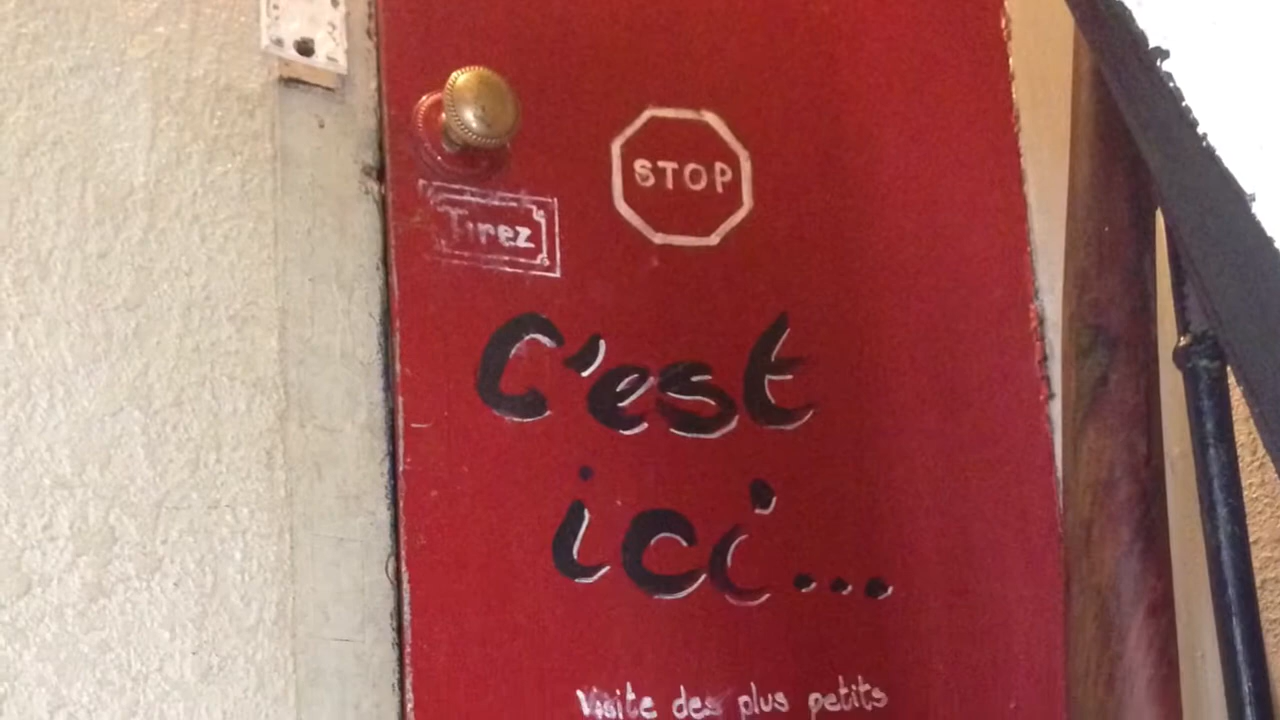 STOP
Tirez
C'est
ici...
Visite des plus petits